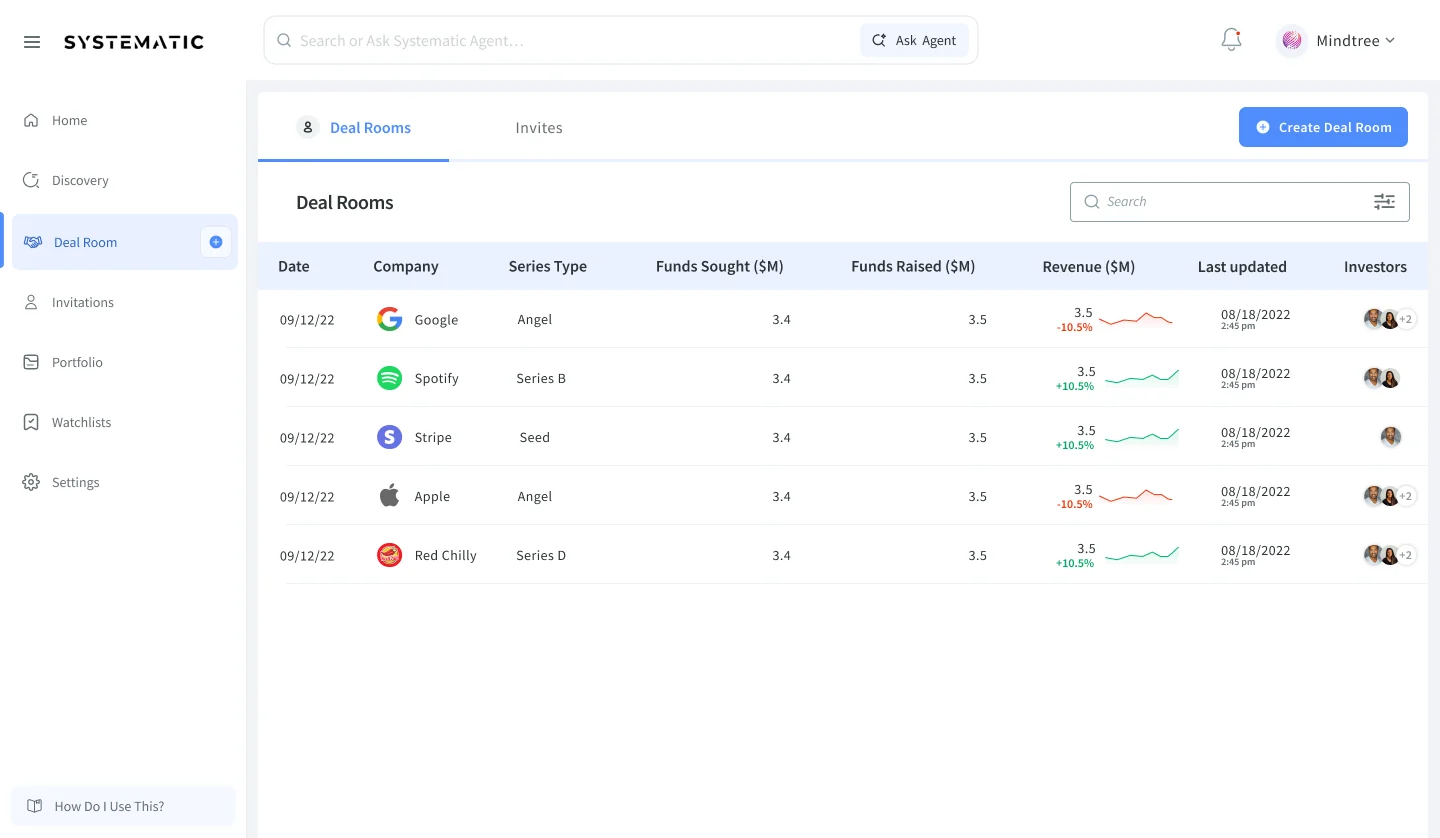 SYSTEMATIC
Search or Ask Systematic Agent…
Ask Agent
Mindtree
Home
Discovery
Deal Room
Invitations
Portfolio
Watchlists
Settings
How Do I Use This?
Deal Rooms
Invites
Create Deal Room
Deal Rooms
Search
Date Company Series Type Funds Sought ($M) Funds Raised ($M) Revenue ($M) Last updated Investors
09/12/22 Google Angel 3.4 3.5 3.5 08/18/2022 +2
-10.5% 2:45 pm
09/12/22 Spotify Series B 3.4 3.5 3.5 08/18/2022
+10.5% 2:45 pm
09/12/22 Stripe Seed 3.4 3.5 3.5 08/18/2022
+10.5% 2:45 pm
09/12/22 Apple Angel 3.4 3.5 3.5 08/18/2022 +2
-10.5% 2:45 pm
09/12/22 Red Chilly Series D 3.4 3.5 3.5 08/18/2022 +2
+10.5% 2:45 pm